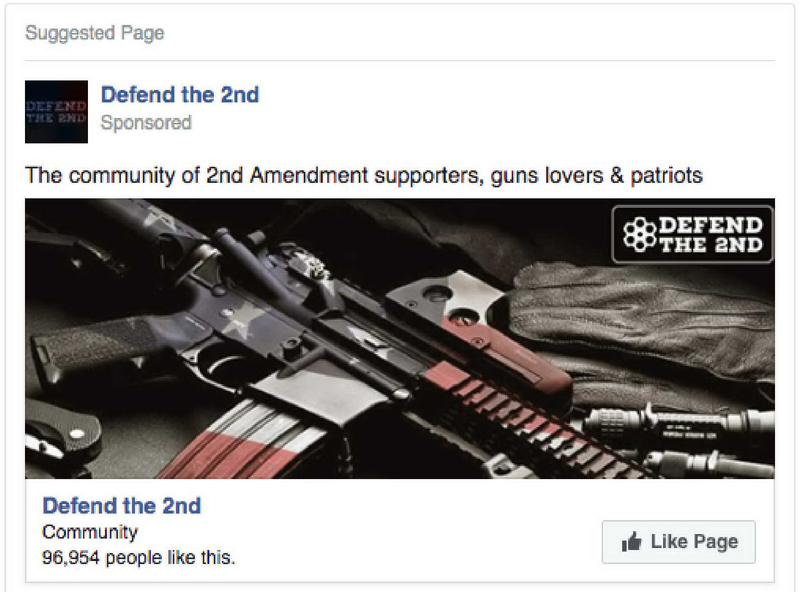 Suggested Page
DEFEND
THE 2ND
Defend the 2nd
Sponsored
The community of 2nd Amendment supporters, guns lovers & patriots
DEFEND
THE 2ND
Defend the 2nd
Community
96,954 people like this.
Like Page